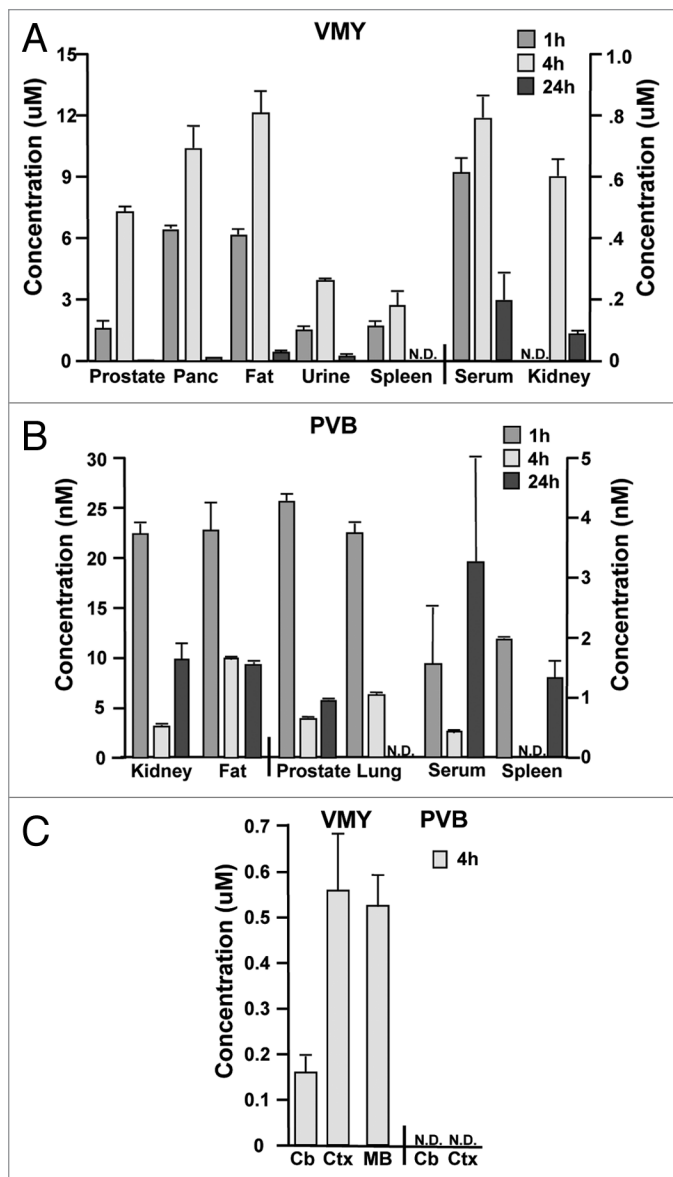 A
VMY
1h
4h
24h
Concentration (uM)
15
12
9
6
3
0
1.0
.8
.6
.4
.2
0
Concentration (uM)
N.D.
N.D.
Prostate Panc Fat Urine Spleen Serum Kidney
B
PVB
1h
4h
24h
Concentration (nM)
30
25
20
15
10
5
0
5
4
3
2
1
0
Concentration (nM)
N.D.
N.D.
Kidney Fat Prostate Lung Serum Spleen
C
VMY PVB
4h
Concentration (uM)
0.7
0.6
0.5
0.4
0.3
0.2
0.1
0
N.D. N.D.
Cb Ctx MB Cb Ctx